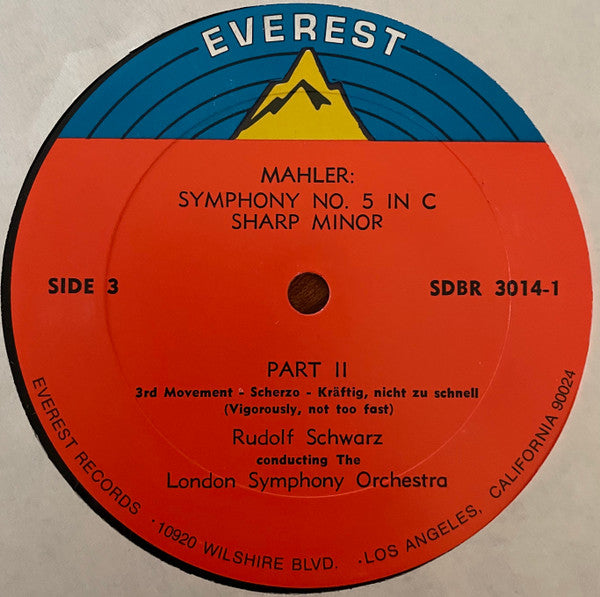 EVEREST
MAHLER:
SYMPHONY NO. 5 IN C
SHARP MINOR
SIDE 3
SDBR 3014-1
PART II
3rd Movement - Scherzo - Kräftig, nicht zu schnell
(Vigorously, not too fast)
Rudolf Schwarz
conducting The
London Symphony Orchestra
EVEREST RECORDS · 10920 WILSHIRE BLVD. · LOS ANGELES, CALIFORNIA 90024